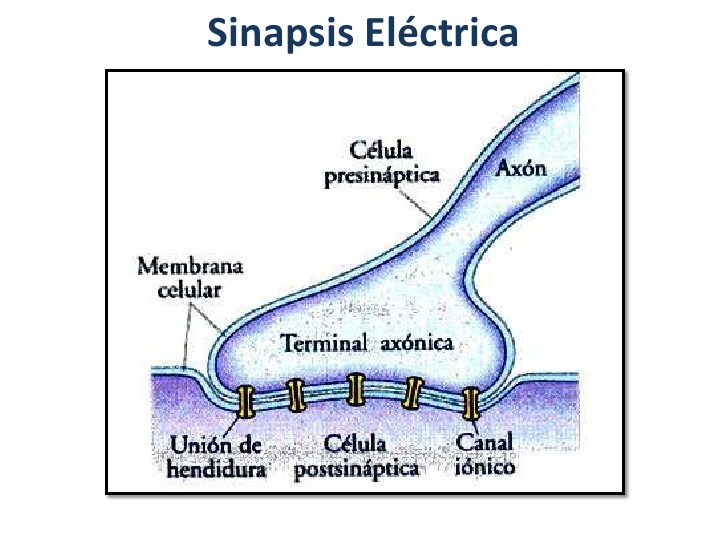 Sinapsis Eléctrica
Célula
presináptica
Axón
Membrana
celular
Terminal axónica
Unión de
hendidura
Célula
postsináptica
Canal
iónico